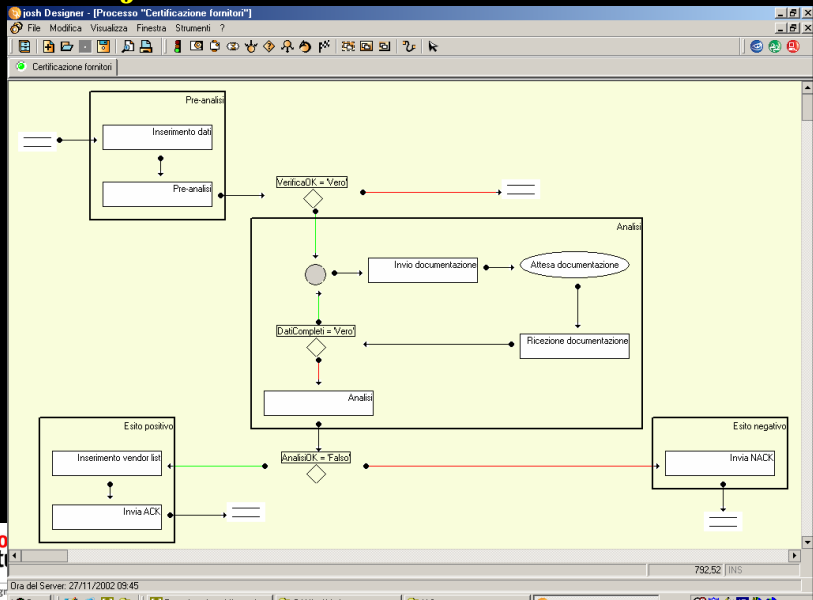 josh Designer - [Processo "Certificazione fornitori"]
File Modifica Visualizza Finestra Strumenti ?
Certificazione fornitori
Pre-analisi
Inserimento dati
Pre-analisi
VerificaOK = 'Vero'
Analisi
Invio documentazione
Attesa documentazione
DatiCompleti = 'Vero'
Ricezione documentazione
Analisi
Esito positivo
Esito negativo
Inserimento vendor list
AnalisiOK = 'Falso'
Invia NACK
Invia ACK
792,52 INS
Ora del Server: 27/11/2002 09:45